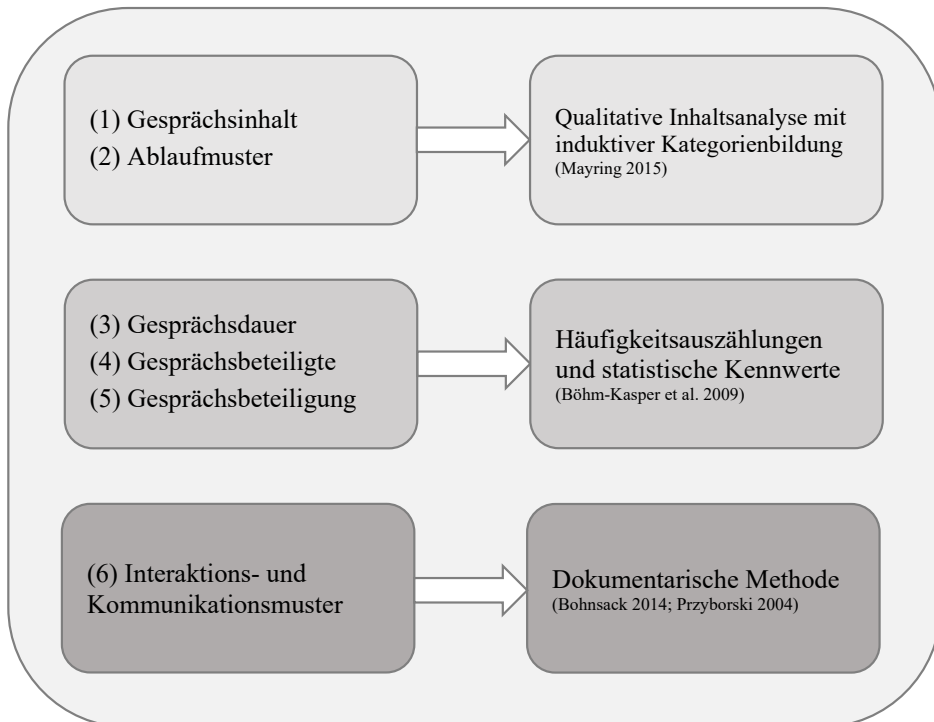 (1) Gesprächsinhalt
(2) Ablaufmuster
Qualitative Inhaltsanalyse mit
induktiver Kategorienbildung
(Mayring 2015)
(3) Gesprächsdauer
(4) Gesprächsbeteiligte
(5) Gesprächsbeteiligung
Häufigkeitsauszählungen
und statistische Kennwerte
(Böhm-Kasper et al. 2009)
(6) Interaktions- und
Kommunikationsmuster
Dokumentarische Methode
(Bohnsack 2014; Przyborski 2004)